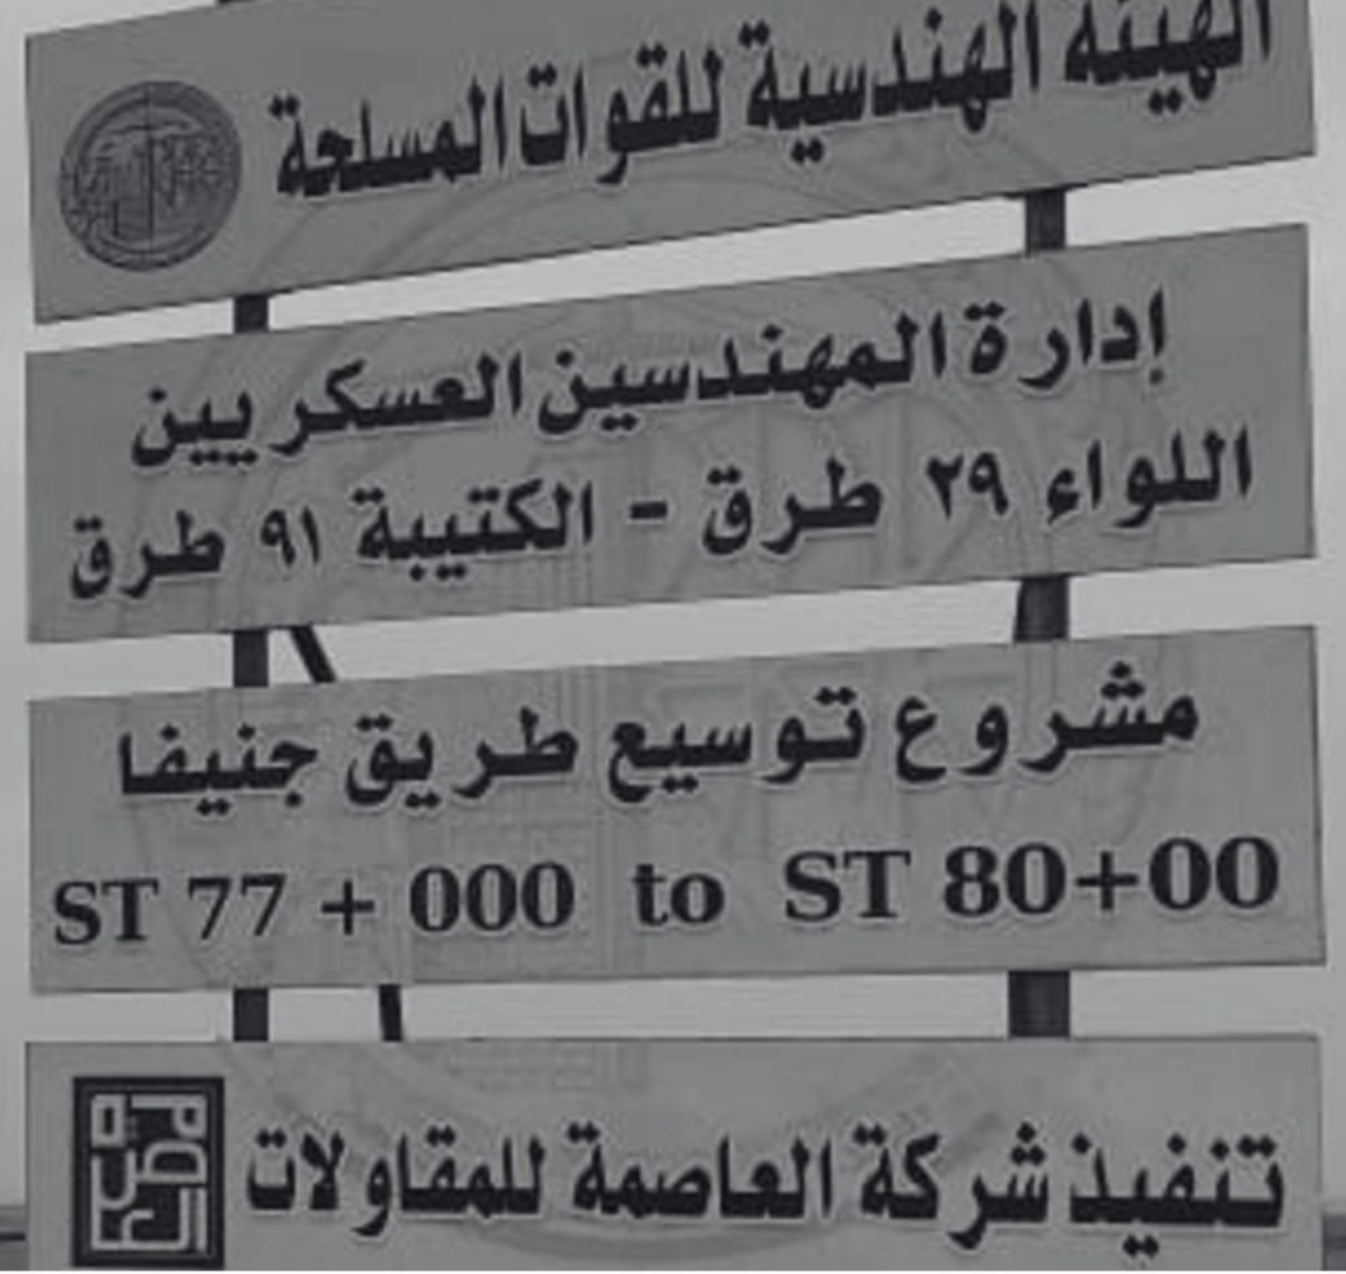 الهيئة الهندسية للقوات المسلحة
إدارة المهندسين العسكريين
اللواء ٢٩ طرق - الكتيبة ٩١ طرق
مشروع توسيع طريق جنيفا
ST 77 + 000 to ST 80+00
تنفيذ شركة العاصمة للمقاولات